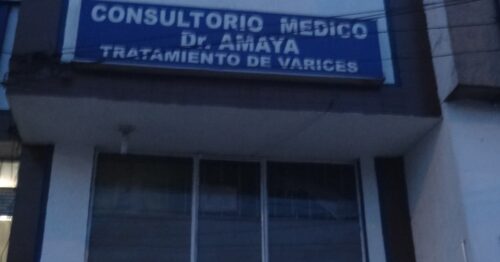 CONSULTORIO MEDICO
Dr. AMAYA
TRATAMIENTO DE VARICES